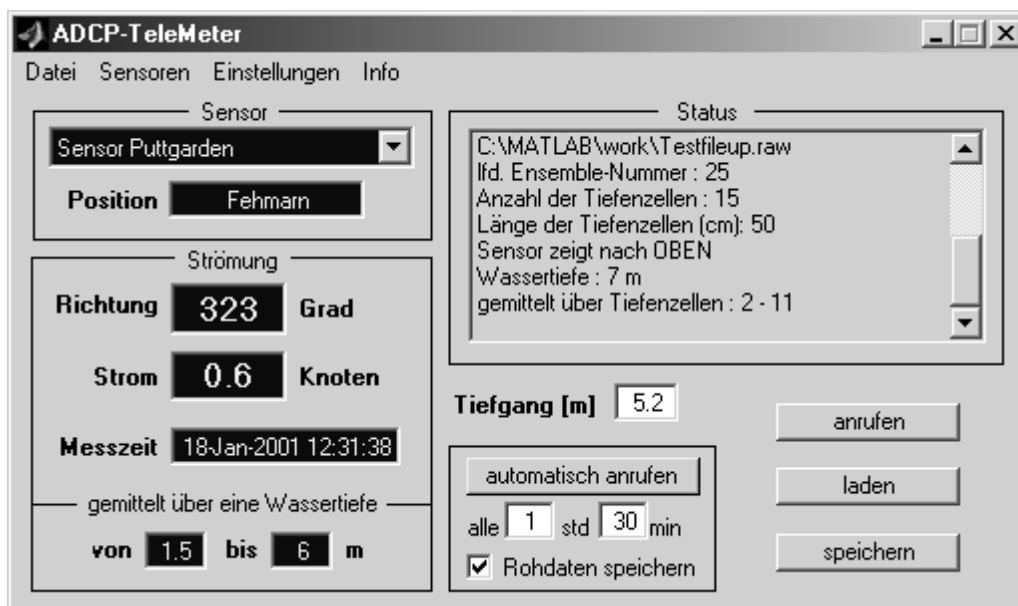 ADCP-TeleMeter
Datei Sensoren Einstellungen Info
Sensor
Sensor Puttgarden
Position Fehmarn
Strömung
Richtung 323 Grad
Strom 0.6 Knoten
Messzeit 18-Jan-2001 12:31:38
gemittelt über eine Wassertiefe
von 1.5 bis 6 m
Status
C:\MATLAB\work\Testfileup.raw
lfd. Ensemble-Nummer : 25
Anzahl der Tiefenzellen : 15
Länge der Tiefenzellen (cm): 50
Sensor zeigt nach OBEN
Wassertiefe : 7 m
gemittelt über Tiefenzellen : 2 - 11
Tiefgang [m] 5.2
automatisch anrufen
alle 1 std 30 min
Rohdaten speichern
anrufen
laden
speichern